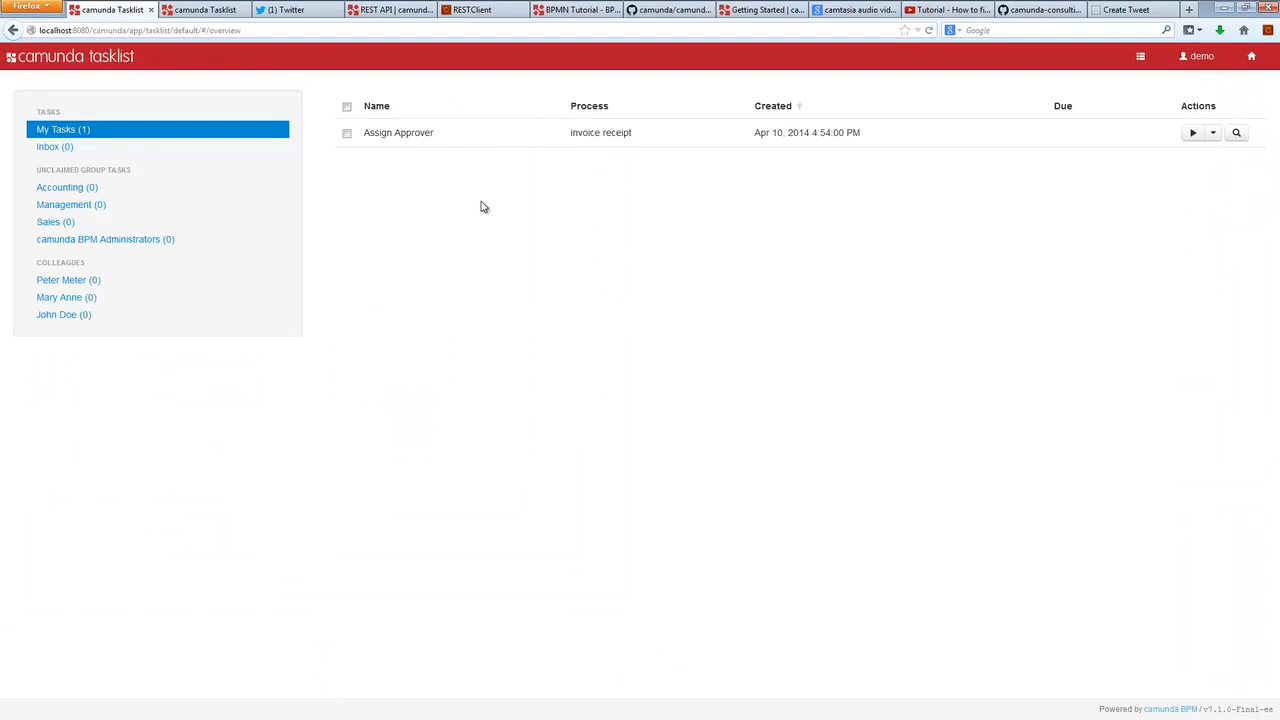 Firefox
camunda Tasklist
camunda Tasklist
(1) Twitter
REST API | camund...
RESTClient
BPMN Tutorial - BP...
camunda/camund...
Getting Started | ca...
camtasia audio vid...
Tutorial - How to fi...
camunda-consulti...
Create Tweet
localhost:8080/camunda/app/tasklist/default/#/overview
Google
camunda tasklist
demo
TASKS
My Tasks (1)
Inbox (0)
UNCLAIMED GROUP TASKS
Accounting (0)
Management (0)
Sales (0)
camunda BPM Administrators (0)
COLLEAGUES
Peter Meter (0)
Mary Anne (0)
John Doe (0)
Name Process Created Due Actions
Assign Approver invoice receipt Apr 10, 2014 4:54:00 PM
Powered by camunda BPM / v7.1.0-Final-ee